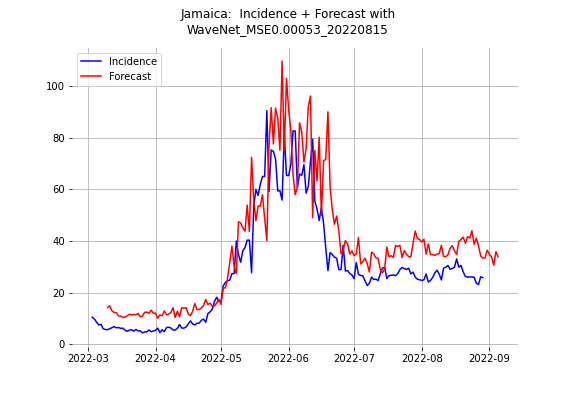 Jamaica:  Incidence + Forecast with
WaveNet_MSE0.00053_20220815
Incidence
Forecast
100
80
60
40
20
0
2022-03 2022-04 2022-05 2022-06 2022-07 2022-08 2022-09